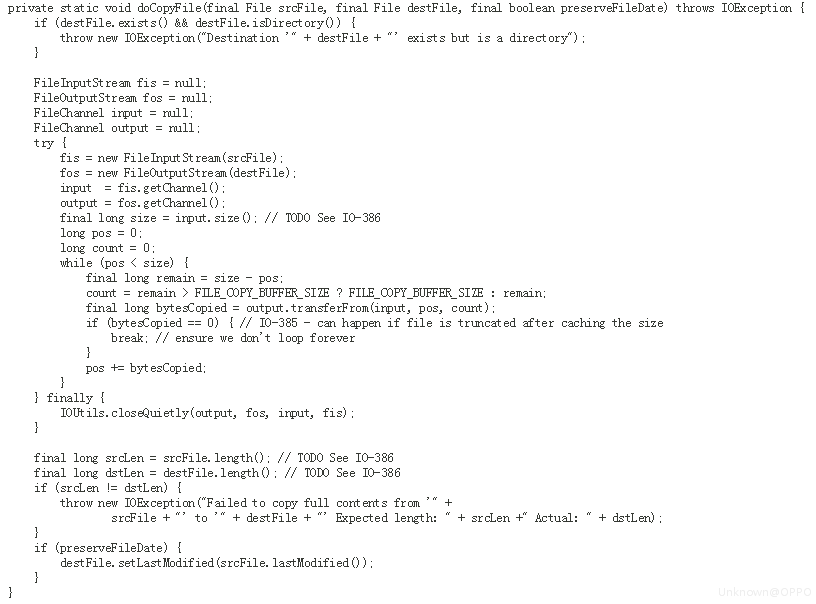 private static void doCopyFile(final File srcFile, final File destFile, final boolean preserveFileDate) throws IOException {
    if (destFile.exists() && destFile.isDirectory()) {
        throw new IOException("Destination '" + destFile + "' exists but is a directory");
    }

    FileInputStream fis = null;
    FileOutputStream fos = null;
    FileChannel input = null;
    FileChannel output = null;
    try {
        fis = new FileInputStream(srcFile);
        fos = new FileOutputStream(destFile);
        input  = fis.getChannel();
        output = fos.getChannel();
        final long size = input.size(); // TODO See IO-386
        long pos = 0;
        long count = 0;
        while (pos < size) {
            final long remain = size - pos;
            count = remain > FILE_COPY_BUFFER_SIZE ? FILE_COPY_BUFFER_SIZE : remain;
            final long bytesCopied = output.transferFrom(input, pos, count);
            if (bytesCopied == 0) { // IO-385 - can happen if file is truncated after caching the size
                break; // ensure we don't loop forever
            }
            pos += bytesCopied;
        }
    } finally {
        IOUtils.closeQuietly(output, fos, input, fis);
    }

    final long srcLen = srcFile.length(); // TODO See IO-386
    final long dstLen = destFile.length(); // TODO See IO-386
    if (srcLen != dstLen) {
        throw new IOException("Failed to copy full contents from '" +
                srcFile + "' to '" + destFile + "' Expected length: " + srcLen +" Actual: " + dstLen);
    }
    if (preserveFileDate) {
        destFile.setLastModified(srcFile.lastModified());
    }
}
Unknown@OPPO